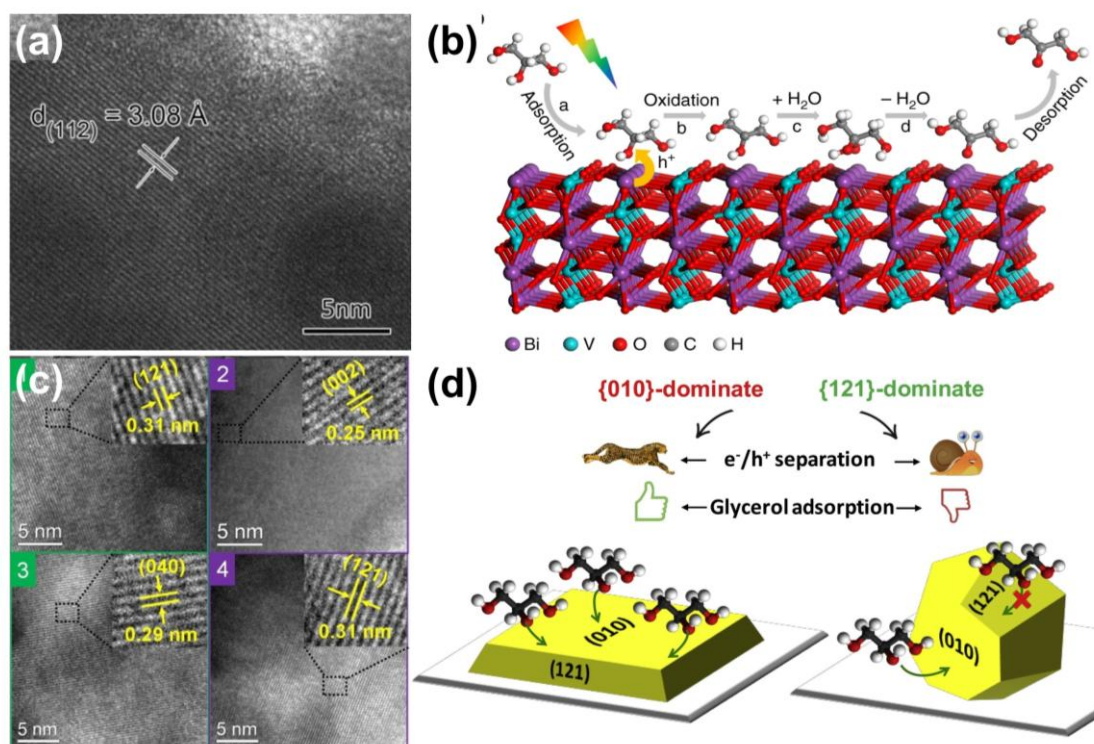 (a)
d(112) = 3.08 Å
5nm
(b)
Adsorption
a
Oxidation
b
h+
+ H2O
c
− H2O
d
Desorption
Bi V O C H
(c)
(121)
0.31 nm
5 nm
2
(002)
0.25 nm
5 nm
3
(040)
0.29 nm
5 nm
4
(121)
0.31 nm
5 nm
(d)
{010}-dominate {121}-dominate
e-/h+ separation
Glycerol adsorption
(010)
(121)
(121)
(010)